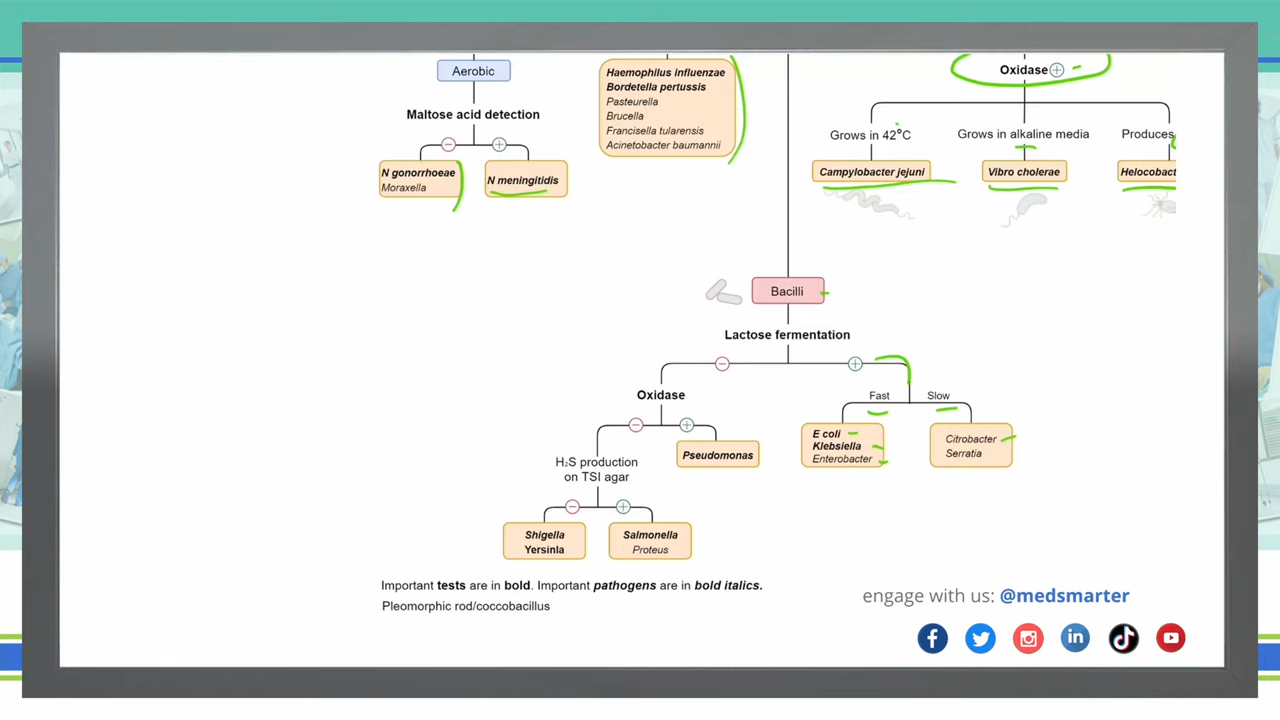 Aerobic
Maltose acid detection
N gonorrhoeae
Moraxella
N meningitidis
Haemophilus influenzae
Bordetella pertussis
Pasteurella
Brucella
Francisella tularensis
Acinetobacter baumannii
Oxidase +
Grows in 42°C
Campylobacter jejuni
Grows in alkaline media
Vibro cholerae
Produces
Helocobact
Bacilli
Lactose fermentation
Oxidase
Fast
Slow
E coli
Klebsiella
Enterobacter
Citrobacter
Serratia
Pseudomonas
H₂S production
on TSI agar
Shigella
Yersinla
Salmonella
Proteus
Important tests are in bold. Important pathogens are in bold italics.
Pleomorphic rod/coccobacillus
engage with us: @medsmarter